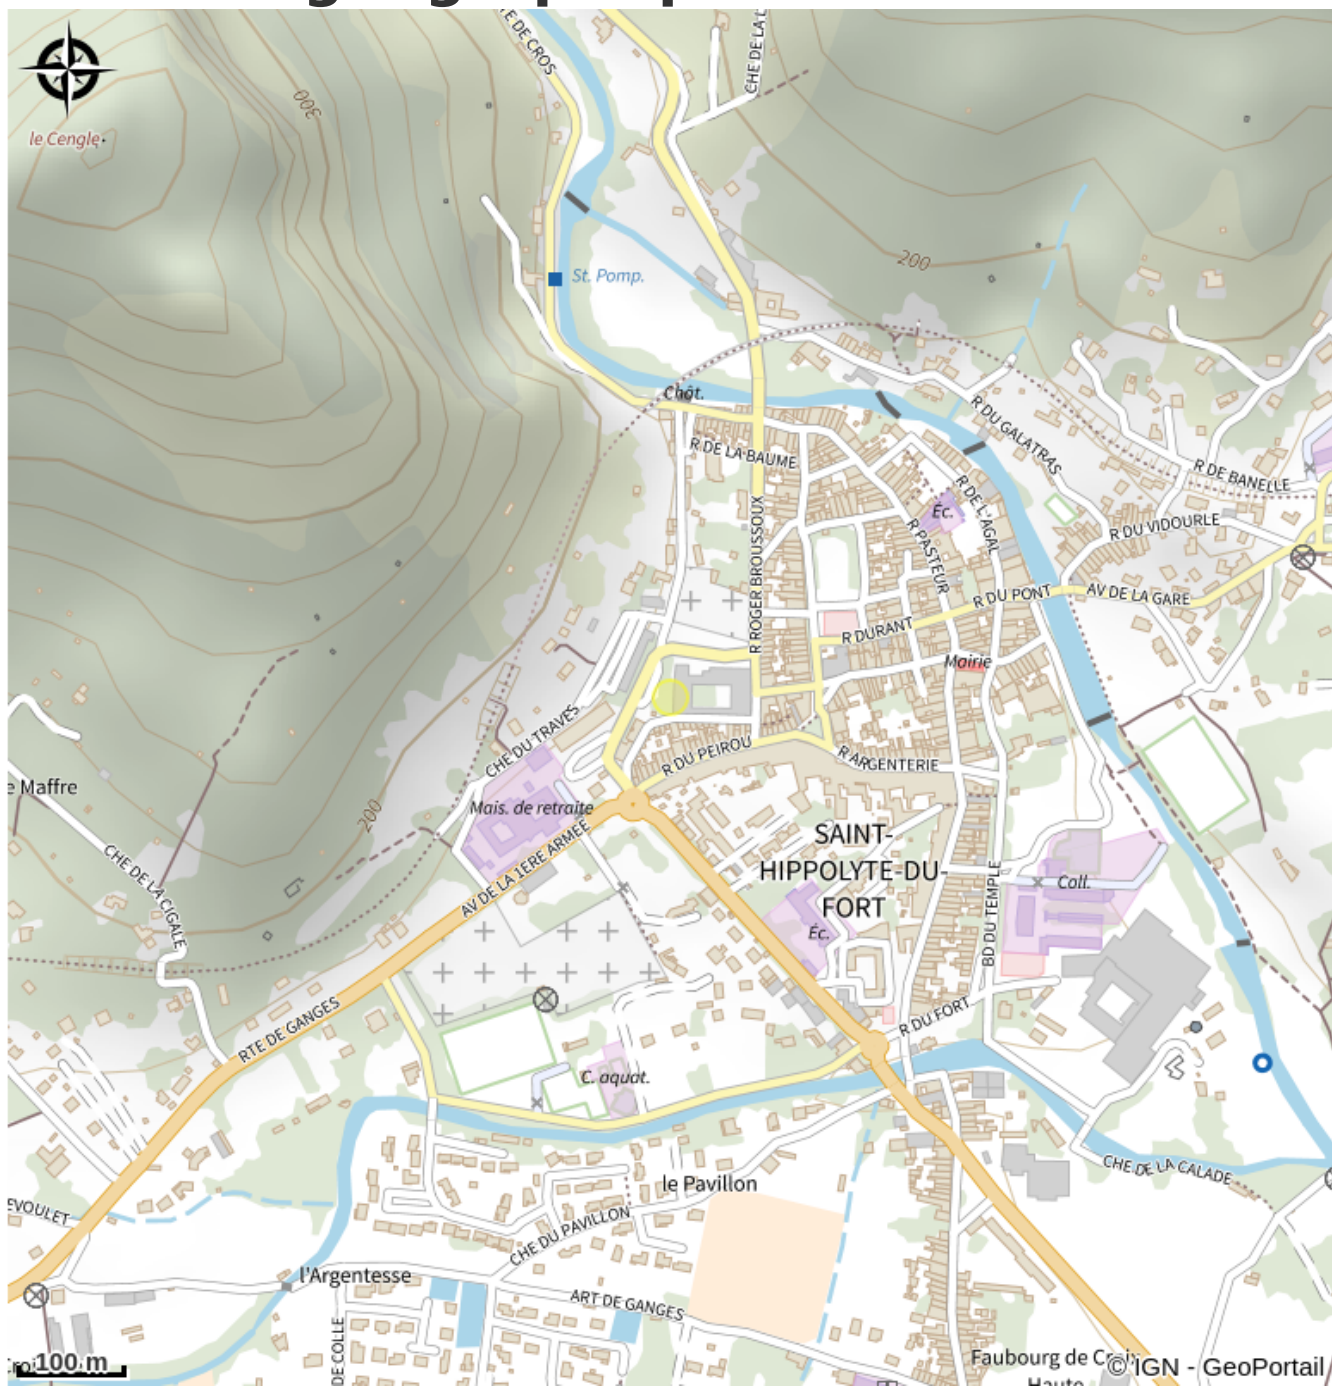 TE DE CROS
CHE DE LA L
300
le Cengle
St. Pomp.
200
Chât.
R DU GALATRAS
R DE LA BAUME
R DE BANELLE
R DE L'AGAL
Éc.
R ROGER BROUSSOUX
R PASTEUR
R DU VIDOURLE
R DU PONT
AV DE LA GARE
R DURANT
Mairie
CHE DU TRAVES
R DU PEIROU
R ARGENTERIE
e Maffre
Mais. de retraite
200
AV DE LA 1ERE ARMEE
SAINT-
HIPPOLYTE-DU-
FORT
CHE DE LA CIGALE
BD DU TEMPLE
Coll.
Éc.
RTE DE GANGES
R DU FORT
C. aquat.
CHE DE LA CALADE
le Pavillon
EVOULET
CHE DU PAVILLON
l'Argentesse
ART DE GANGES
DE COLLE
100 m
Faubourg de Croix
Haute
© IGN - GeoPortail